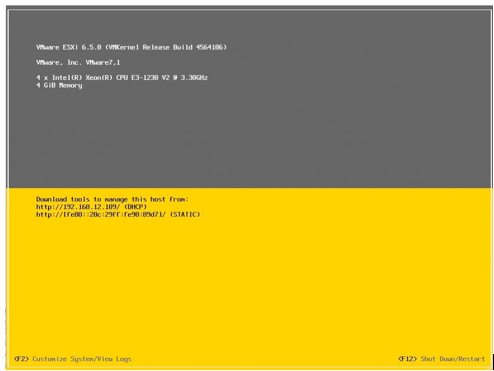 VMware ESXi 6.5.0 (VMKernel Release Build 4564106)
VMware, Inc. VMware7,1
4 x Intel(R) Xeon(R) CPU E3-1230 V2 @ 3.30GHz
4 GiB Memory
Download tools to manage this host from:
http://192.168.12.109/ (DHCP)
http://[fe80::20c:29ff:fe90:89d7]/ (STATIC)
<F2> Customize System/View Logs
<F12> Shut Down/Restart